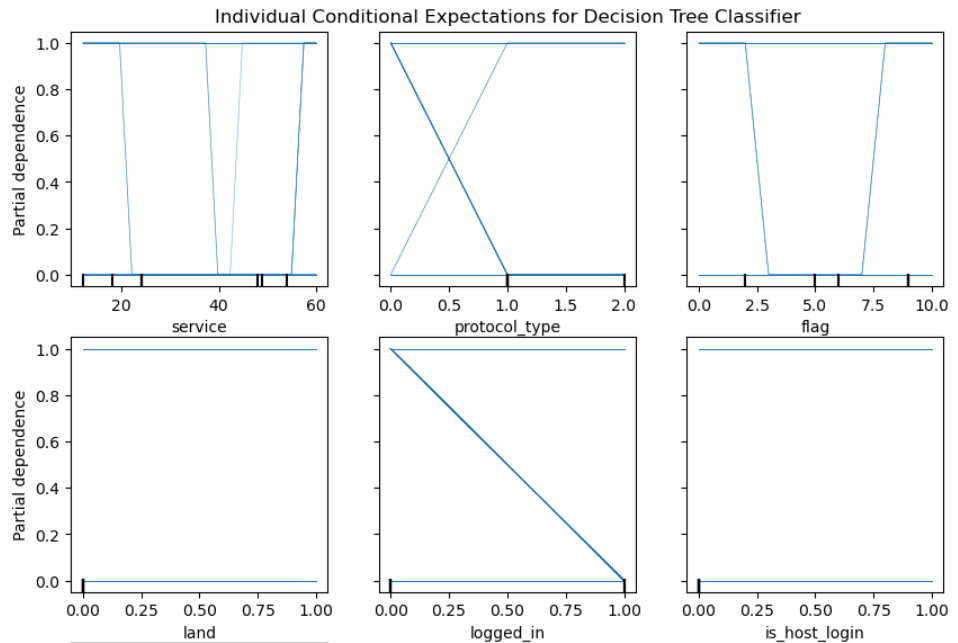 Individual Conditional Expectations for Decision Tree Classifier
Partial dependence
1.0
0.8
0.6
0.4
0.2
0.0
20 40 60
service
0.0 0.5 1.0 1.5 2.0
protocol_type
0.0 2.5 5.0 7.5 10.0
flag
Partial dependence
1.0
0.8
0.6
0.4
0.2
0.0
0.00 0.25 0.50 0.75 1.00
land
0.00 0.25 0.50 0.75 1.00
logged_in
0.00 0.25 0.50 0.75 1.00
is_host_login